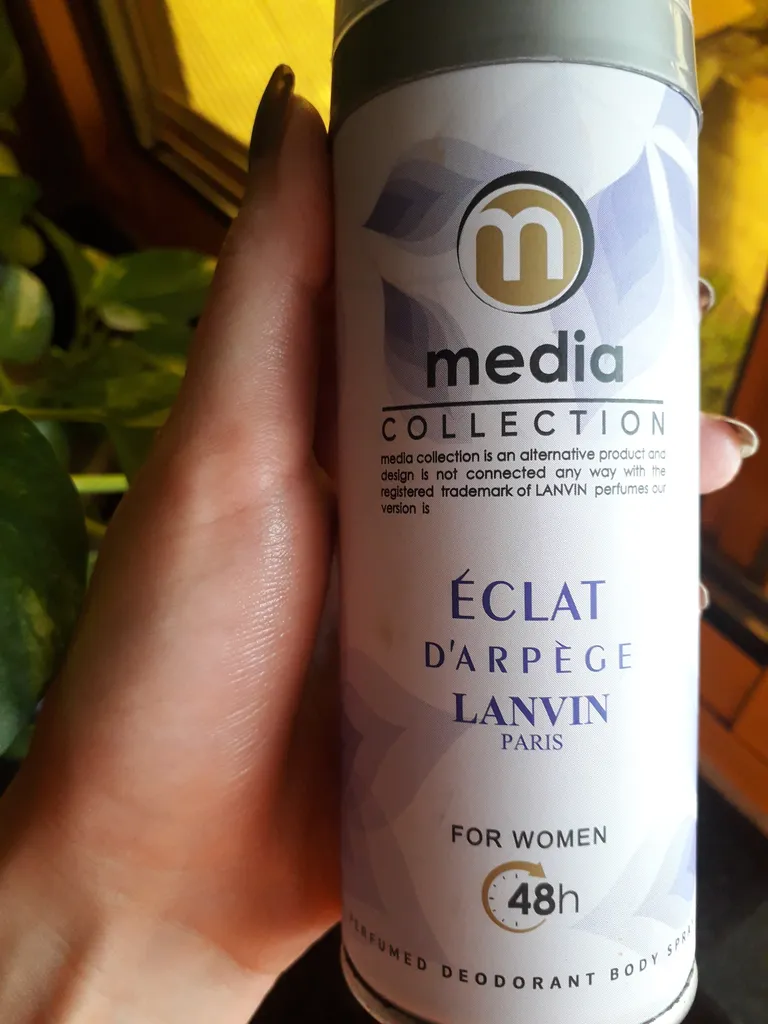 m
media
COLLECTION
media collection is an alternative product and
design is not connected any way with the
registered trademark of LANVIN perfumes our
version is
ÉCLAT
D'ARPÈGE
LANVIN
PARIS
FOR WOMEN
48h
PERFUMED DEODORANT BODY SPRAY